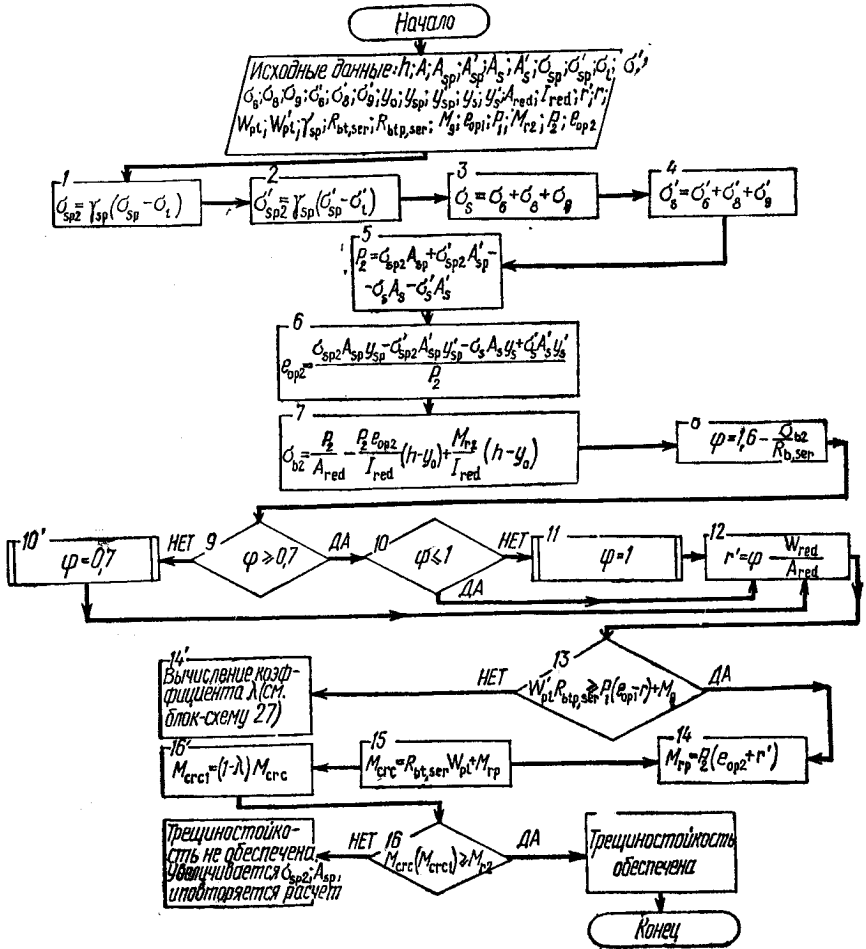 Начало
Исходные данные: h; A; A_sp; A'_sp; A_s; A'_s; σ_sp; σ'_sp; σ_l; σ'_l;
σ_6; σ_8; σ_9; σ'_6; σ'_8; σ'_9; y_0; y_sp; y'_sp; y_s; y'_s; A_red; I_red; r'; r;
W_pl; W'_pl; γ_sp; R_bt,ser; R_btp,ser; M_g; e_op1; P_1; M_r2; P_2; e_op2
1
σ_sp2 = γ_sp(σ_sp − σ_l)
2
σ'_sp2 = γ_sp(σ'_sp − σ'_l)
3
σ_s = σ_6 + σ_8 + σ_9
4
σ'_s = σ'_6 + σ'_8 + σ'_9
5
P_2 = σ_sp2 A_sp + σ'_sp2 A'_sp −
− σ_s A_s − σ'_s A'_s
6
σ_sp2 A_sp y_sp − σ'_sp2 A'_sp y'_sp − σ_s A_s y_s + σ'_s A'_s y'_s
e_op2 =
P_2
7
σ_b2 = P_2/A_red − P_2 e_op2/I_red (h − y_0) + M_r2/I_red (h − y_0)
φ = 1,6 − σ_b2/R_b,ser
10'
φ = 0,7
НЕТ
9
φ ≥ 0,7
ДА
10
φ ≤ 1
НЕТ
ДА
11
φ = 1
12
r' = φ W_red/A_red
13
W'_pl R_btp,ser ≥ P_1(e_op1 − r) + M_g
НЕТ
ДА
14'
Вычисление коэф-
фициента λ (см.
блок-схему 27)
14
M_rp = P_2(e_op2 + r')
15
M_crc = R_bt,ser W_pl + M_rp
16'
M_crc1 = (1-λ) M_crc
16
M_crc (M_crc1) ≥ M_r2
НЕТ
ДА
Трещиностойко-
сть не обеспечена
Увеличивается σ_sp2; A_sp,
и повторяется расчет
Трещиностойкость
обеспечена
Конец